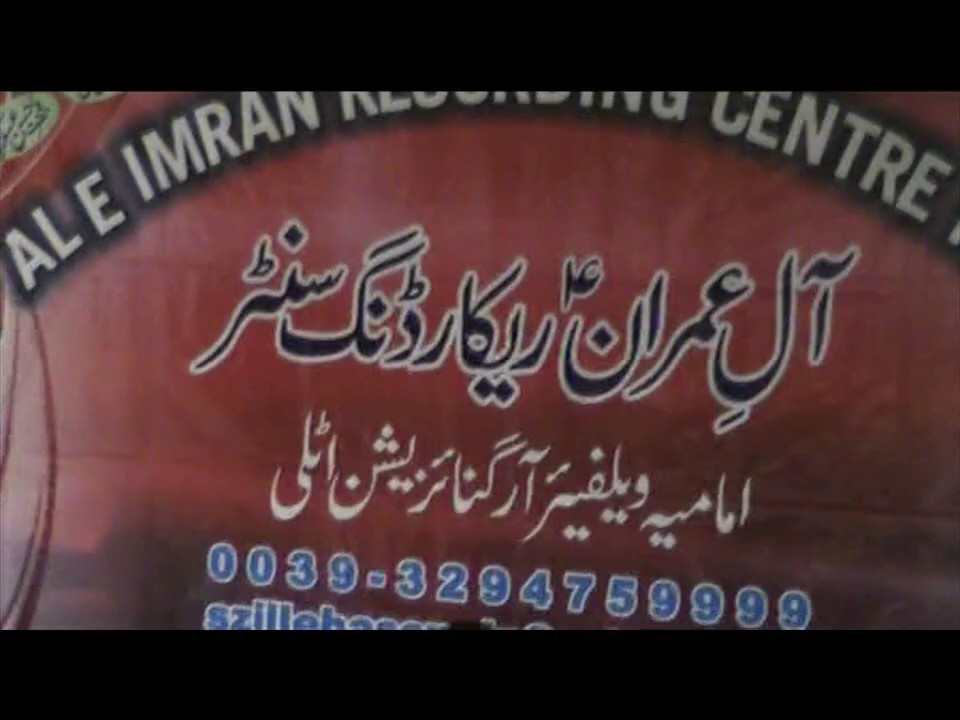 AL E IMRAN RECORDING CENTRE
آلِ عمران ؑ ریکارڈنگ سنٹر
امامیہ ویلفیئر آرگنائزیشن اٹلی
0039-3294759999